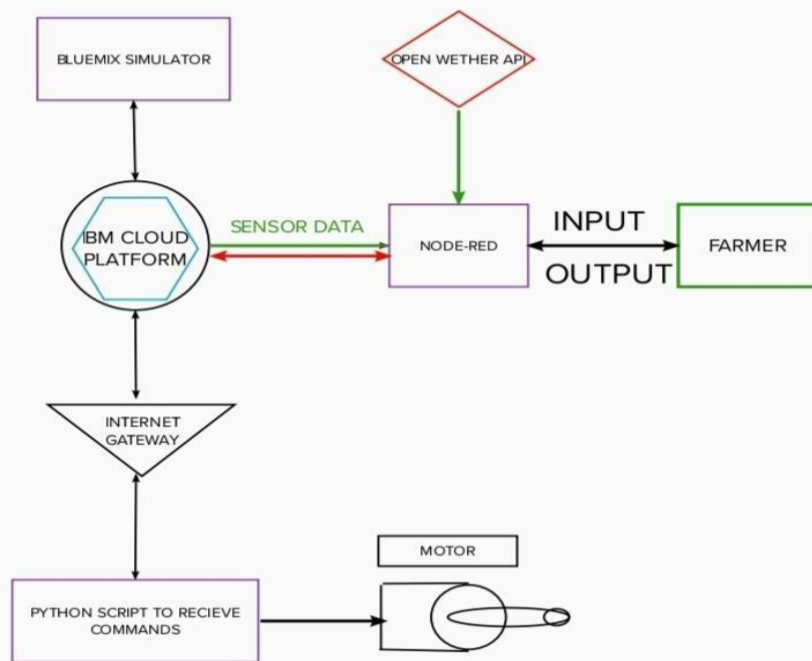 BLUEMIX SIMULATOR
OPEN WETHER API
IBM CLOUD
PLATFORM
SENSOR DATA
NODE-RED
INPUT
OUTPUT
FARMER
INTERNET
GATEWAY
MOTOR
PYTHON SCRIPT TO RECIEVE
COMMANDS